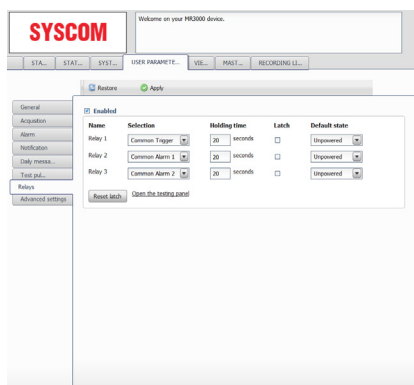 SYSCOM
Welcome on your MR3000 device.
STA... STAT... SYST... USER PARAMETE... VIE... MAST... RECORDING LI...
Restore Apply
General
Acquistion
Alarm
Notification
Daily messa...
Test pul...
Relays
Advanced settings
Enabled
Name Selection Holding time Latch Default state
Relay 1 Common Trigger 20 seconds Unpowered
Relay 2 Common Alarm 1 20 seconds Unpowered
Relay 3 Common Alarm 2 20 seconds Unpowered
Reset latch Open the testing panel